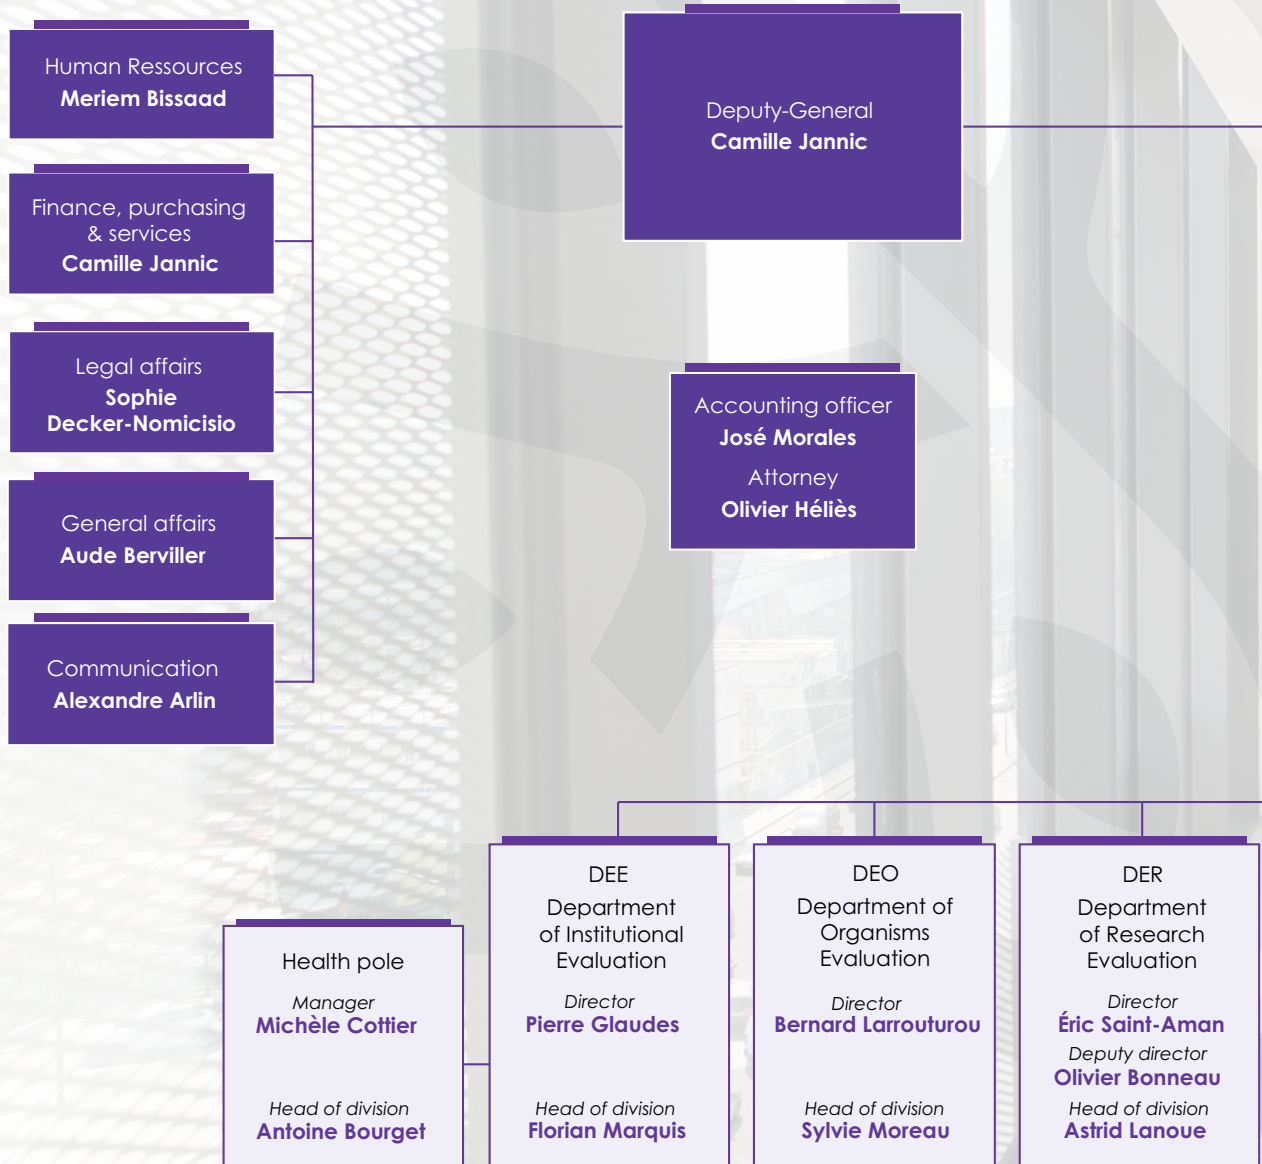 Human Ressources
Meriem Bissaad
Finance, purchasing
& services
Camille Jannic
Legal affairs
Sophie
Decker-Nomicisio
General affairs
Aude Berviller
Communication
Alexandre Arlin
Deputy-General
Camille Jannic
Accounting officer
José Morales
Attorney
Olivier Héliès
Health pole
Manager
Michèle Cottier
Head of division
Antoine Bourget
DEE
Department
of Institutional
Evaluation
Director
Pierre Glaudes
Head of division
Florian Marquis
DEO
Department of
Organisms
Evaluation
Director
Bernard Larrouturou
Head of division
Sylvie Moreau
DER
Department
of Research
Evaluation
Director
Éric Saint-Aman
Deputy director
Olivier Bonneau
Head of division
Astrid Lanoue